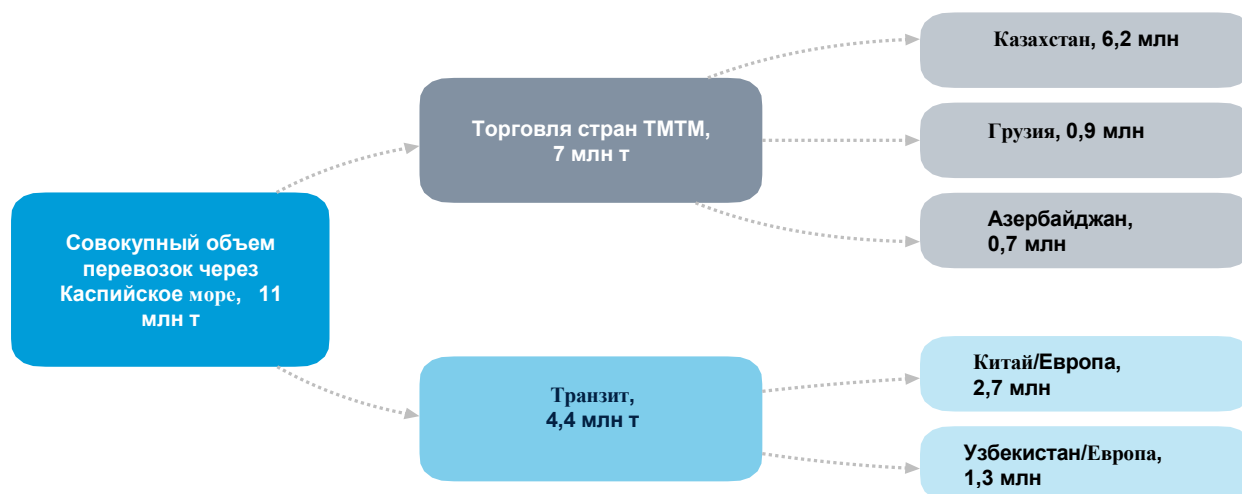 Совокупный объем
перевозок через
Каспийское море, 11
млн т
Торговля стран ТМТМ,
7 млн т
Транзит,
4,4 млн т
Казахстан, 6,2 млн
Грузия, 0,9 млн
Азербайджан,
0,7 млн
Китай/Европа,
2,7 млн
Узбекистан/Европа,
1,3 млн